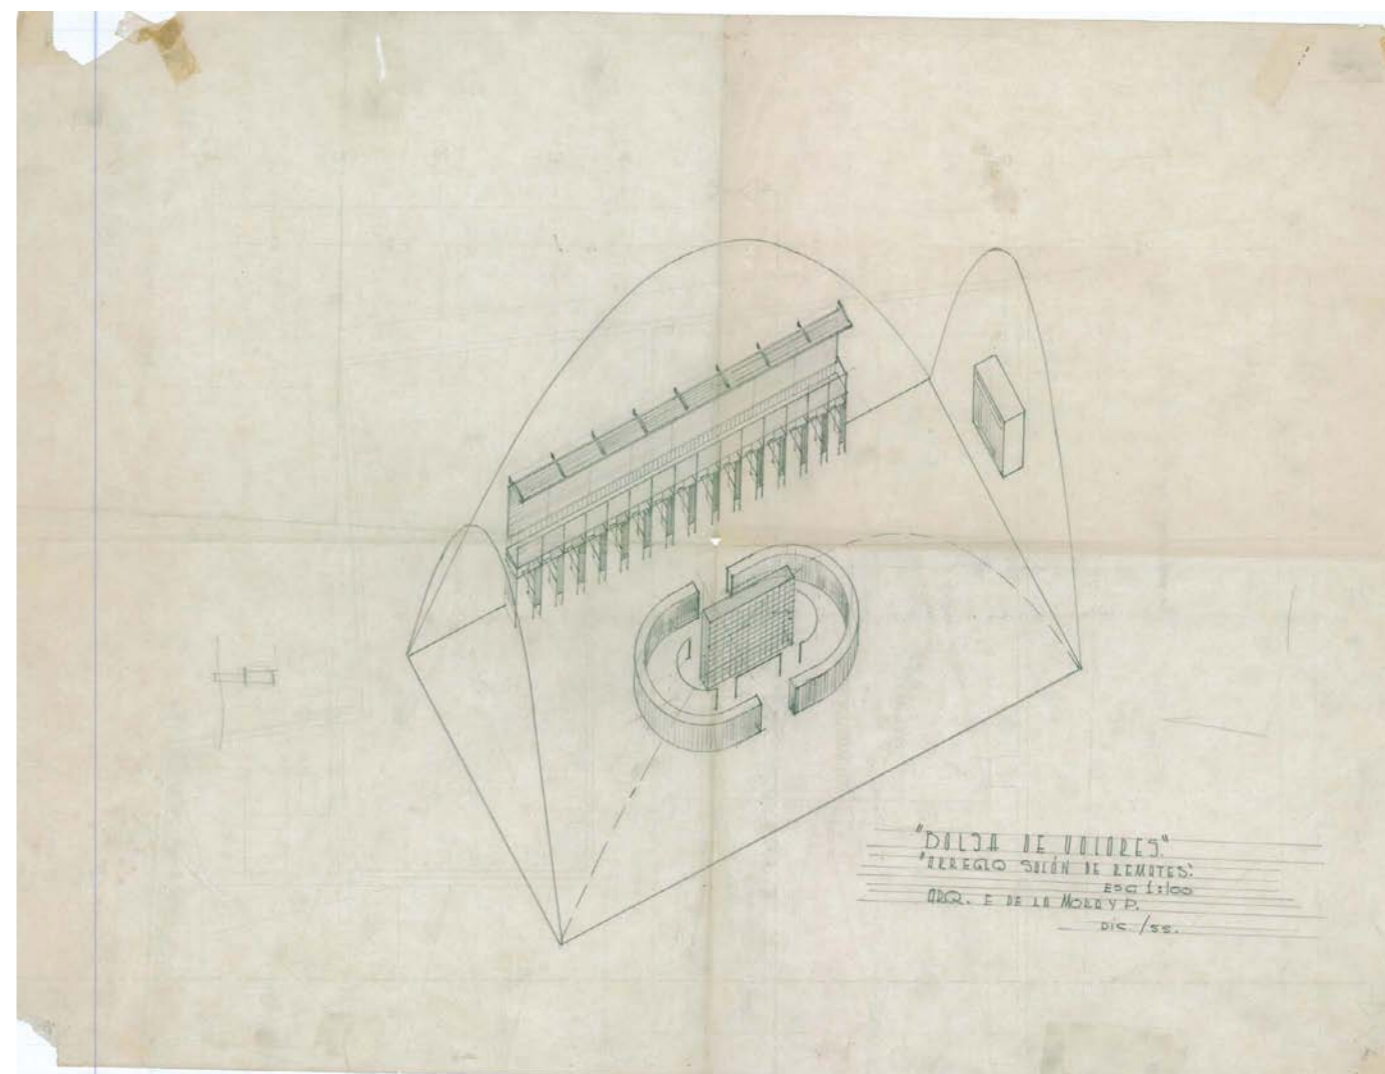 "BOLSA DE VALORES"
"ARREGLO SALÓN DE REMATES".
ESC 1:100
ARQ. E DE LA MORA Y P.
DIC. /55.